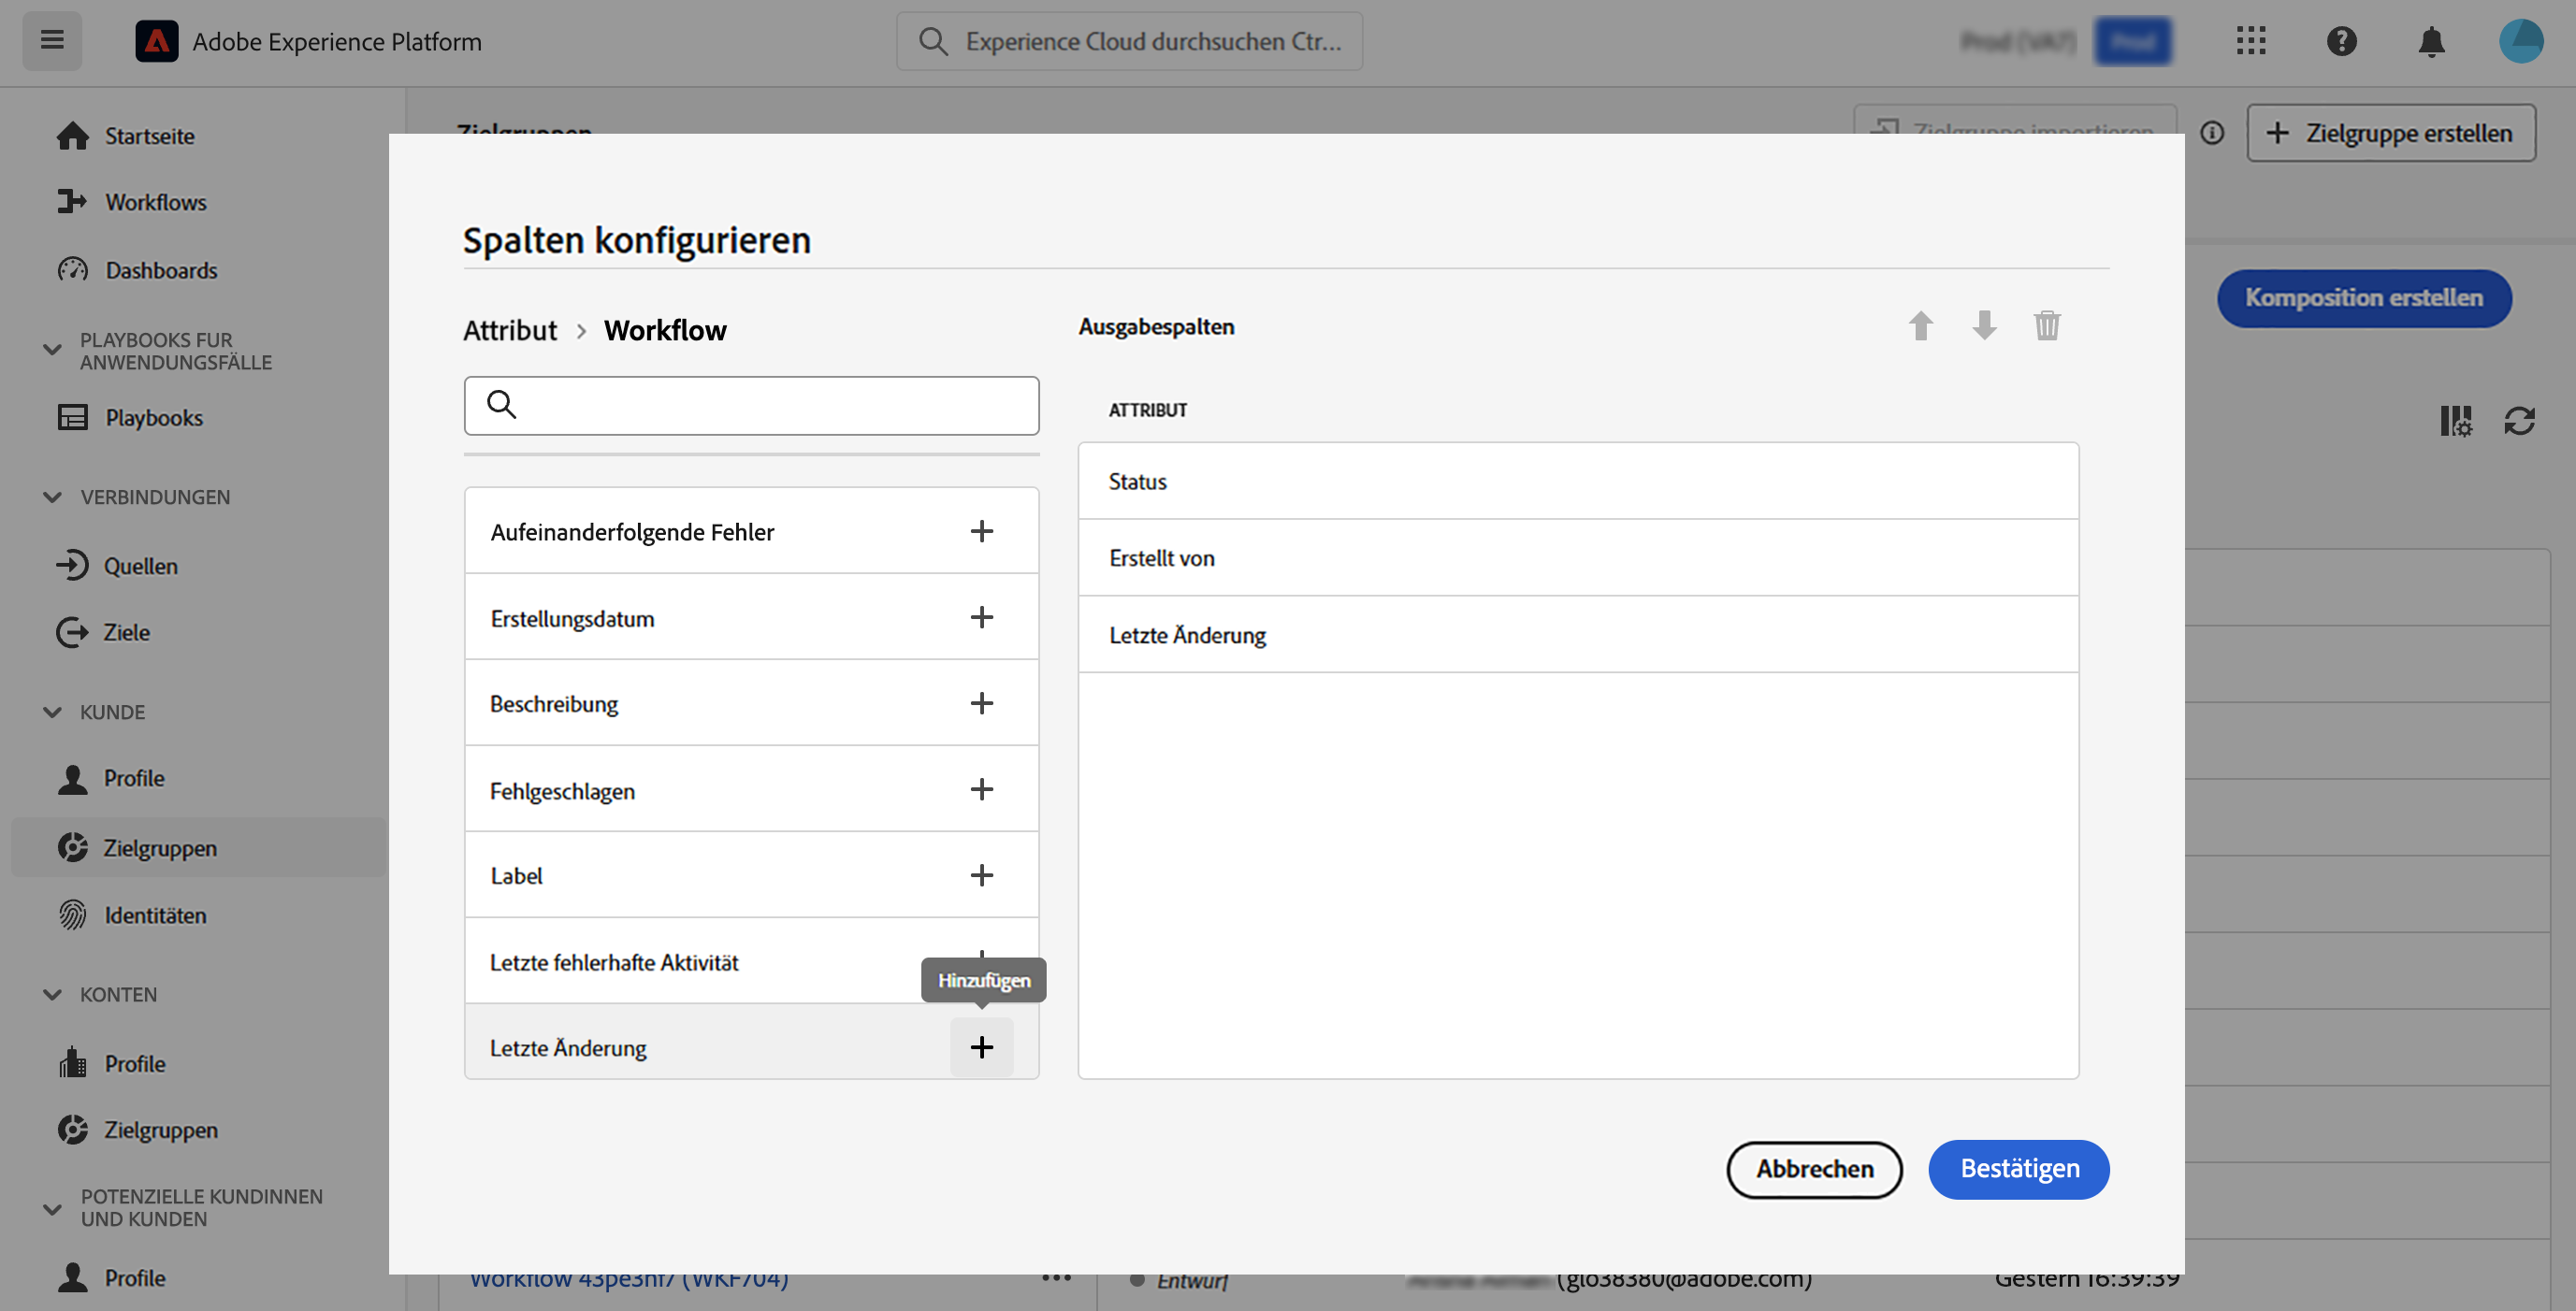 Adobe Experience Platform
Experience Cloud durchsuchen Ctr...
Startseite
Workflows
Dashboards
PLAYBOOKS FUR
ANWENDUNGSFÄLLE
Playbooks
VERBINDUNGEN
Quellen
Ziele
KUNDE
Profile
Zielgruppen
Identitäten
KONTEN
Profile
Zielgruppen
POTENZIELLE KUNDINNEN
UND KUNDEN
Profile
Zielgruppen
Zielgruppe importieren
Zielgruppe erstellen
Komposition erstellen
Spalten konfigurieren
Attribut > Workflow
Aufeinanderfolgende Fehler
Erstellungsdatum
Beschreibung
Fehlgeschlagen
Label
Letzte fehlerhafte Aktivität
Hinzufügen
Letzte Änderung
Ausgabespalten
ATTRIBUT
Status
Erstellt von
Letzte Änderung
Abbrechen
Bestätigen
Workflow (WKF704)
Entwurf
(glo38380@adobe.com)
Gestern 16:39:39